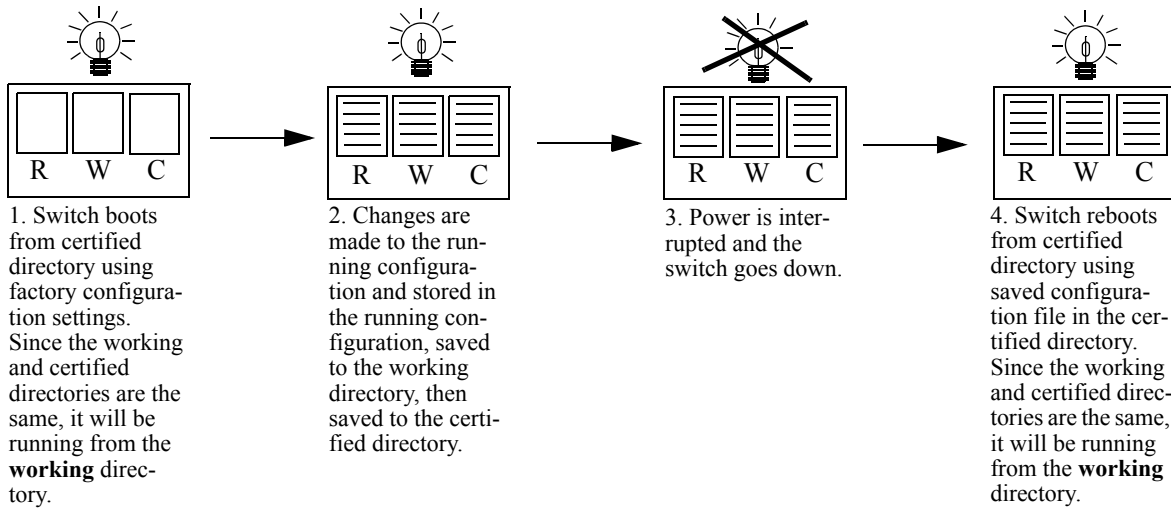 R W C
1. Switch boots
from certified
directory using
factory configura-
tion settings.
Since the working
and certified
directories are the
same, it will be
running from the
working direc-
tory.
R W C
2. Changes are
made to the run-
ning configura-
tion and stored in
the running con-
figuration, saved
to the working
directory, then
saved to the certi-
fied directory.
R W C
3. Power is inter-
rupted and the
switch goes down.
R W C
4. Switch reboots
from certified
directory using
saved configura-
tion file in the cer-
tified directory.
Since the working
and certified direc-
tories are the same,
it will be running
from the working
directory.